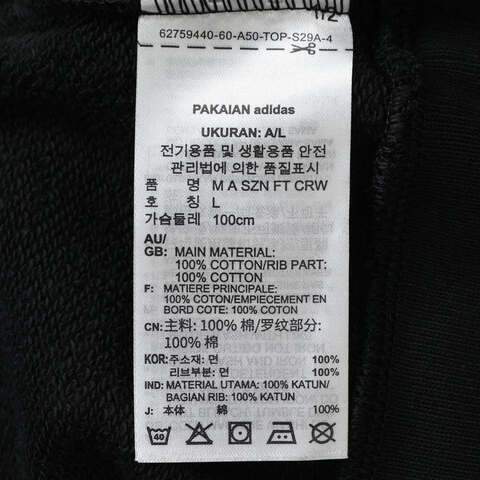 1/2
62759440-60-A50-TOP-S29A-4
PAKAIAN adidas
UKURAN: A/L
전기용품 및 생활용품 안전
관리법에 의한 품질표시
품 명 M A SZN FT CRW
호 칭 L
가슴둘레 100cm
AU/
GB: MAIN MATERIAL:
100% COTTON/RIB PART:
100% COTTON
F: MATIERE PRINCIPALE:
100% COTON/EMPIECEMENT EN
BORD COTE: 100% COTON
CN: 主料: 100% 棉/罗纹部分:
100% 棉
KOR: 주소재: 면 100%
리브부분: 면 100%
IND: MATERIAL UTAMA: 100% KATUN/
BAGIAN RIB: 100% KATUN
J: 本体 綿 100%
40